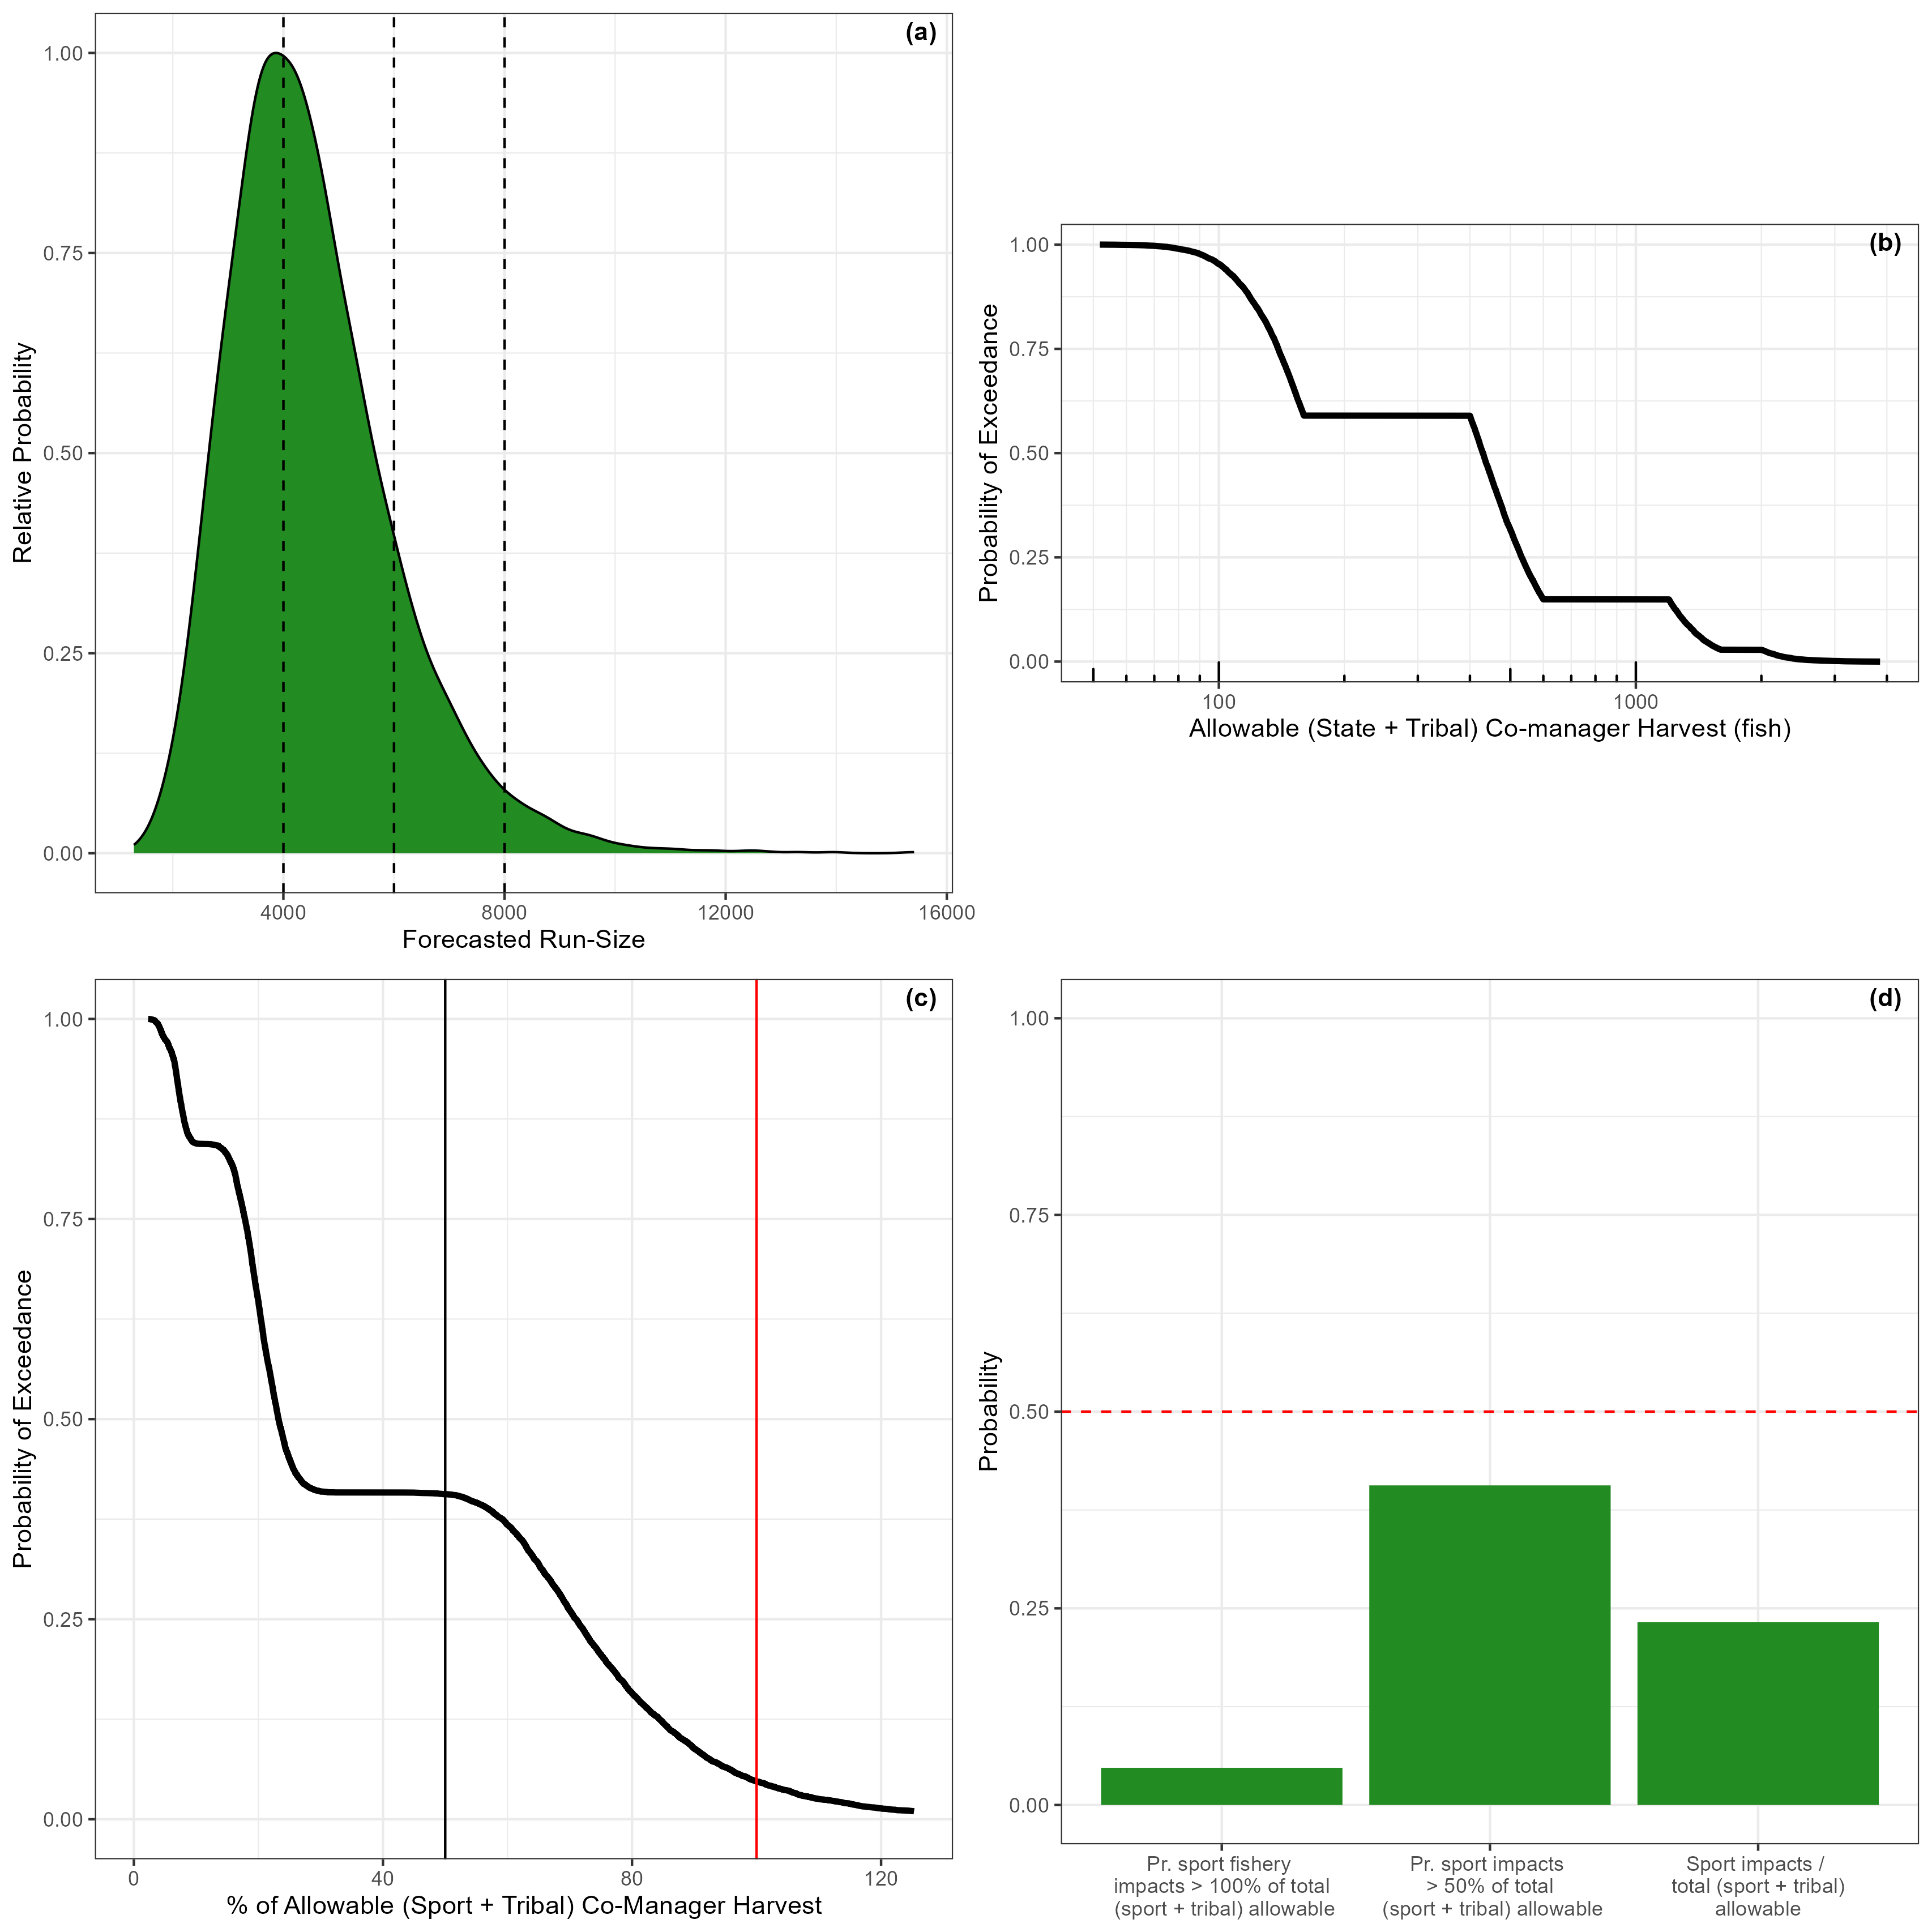 (a)
1.00
0.75
0.50
0.25
0.00
Relative Probability
4000 8000 12000 16000
Forecasted Run-Size
(b)
1.00
0.75
0.50
0.25
0.00
Probability of Exceedance
100 1000
Allowable (State + Tribal) Co-manager Harvest (fish)
(c)
1.00
0.75
0.50
0.25
0.00
Probability of Exceedance
0 40 80 120
% of Allowable (Sport + Tribal) Co-Manager Harvest
(d)
1.00
0.75
0.50
0.25
0.00
Probability
Pr. sport fishery
impacts > 100% of total
(sport + tribal) allowable
Pr. sport impacts
> 50% of total
(sport + tribal) allowable
Sport impacts /
total (sport + tribal)
allowable